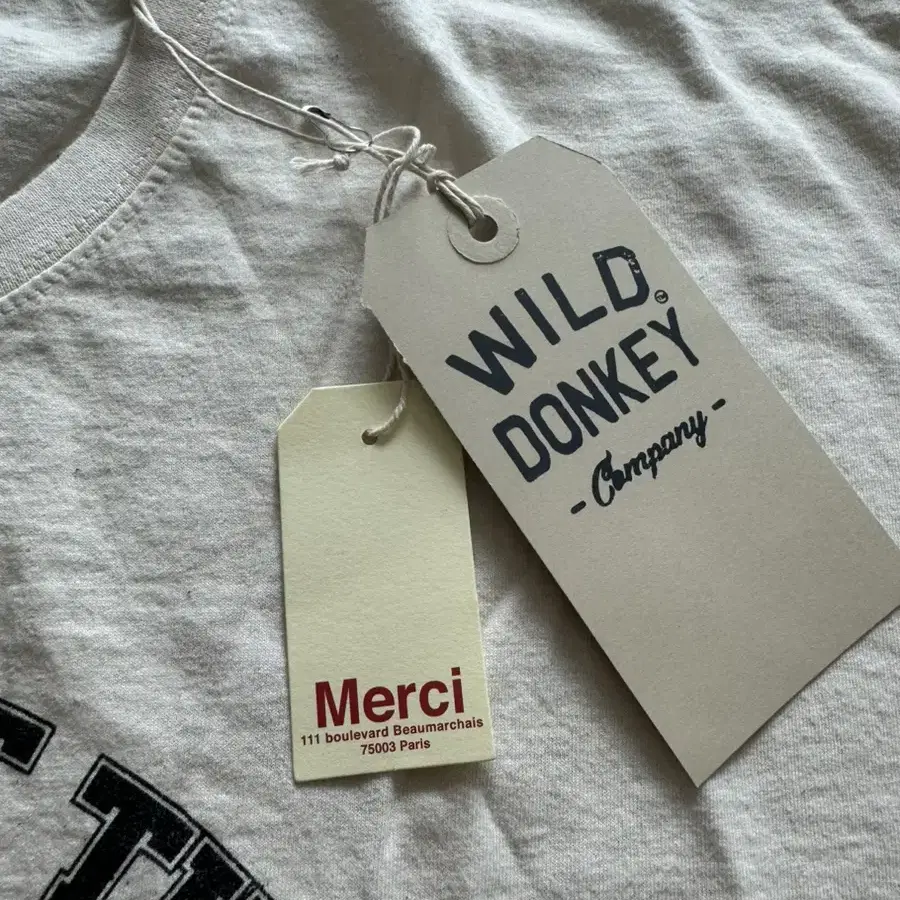 WILD
DONKEY
- Company -
Merci
111 boulevard Beaumarchais
75003 Paris